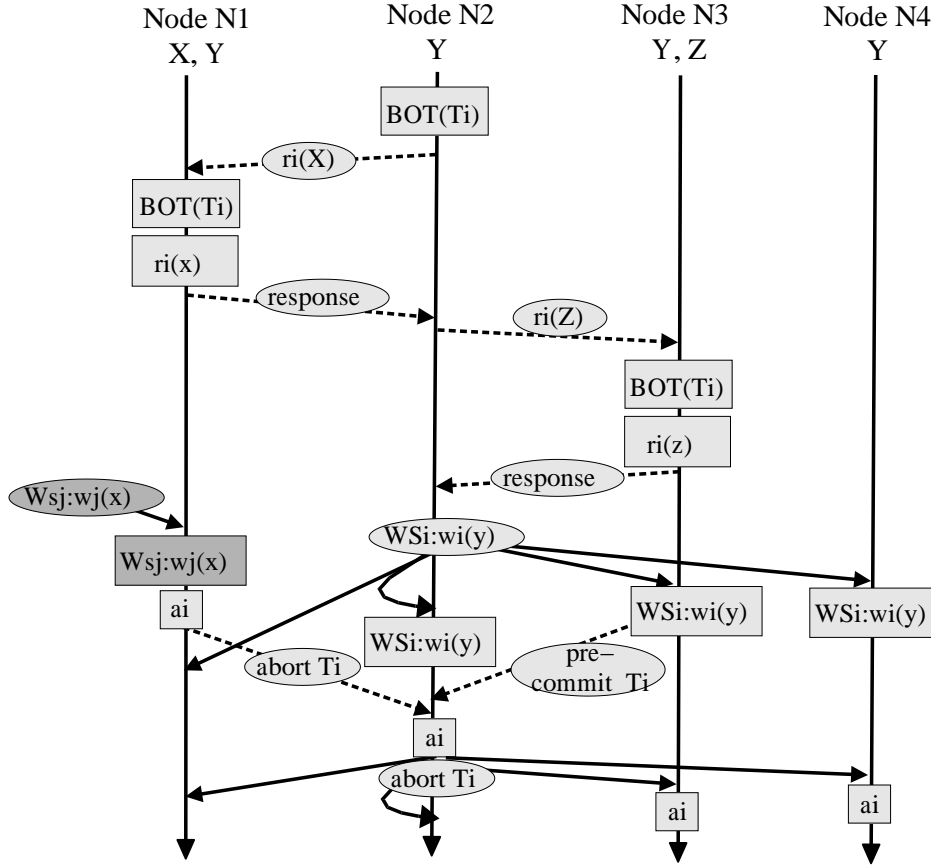 Node N1
X, Y
Node N2
Y
Node N3
Y, Z
Node N4
Y
BOT(Ti)
ri(X)
BOT(Ti)
ri(x)
response
ri(Z)
BOT(Ti)
ri(z)
response
Wsj:wj(x)
WSi:wi(y)
Wsj:wj(x)
ai
WSi:wi(y)
WSi:wi(y)
WSi:wi(y)
abort Ti
pre–
commit Ti
ai
abort Ti
ai
ai